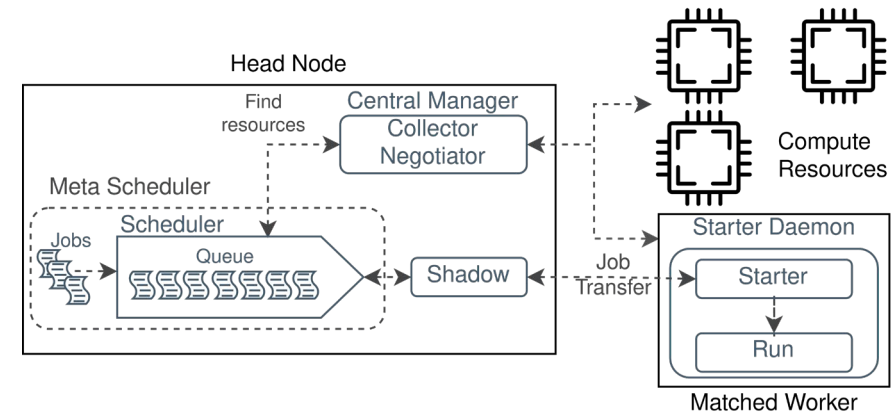 Head Node
Find
resources
Central Manager
Collector
Negotiator
Compute
Resources
Meta Scheduler
Scheduler
Jobs
Queue
Shadow
Job
Transfer
Starter Daemon
Starter
Run
Matched Worker